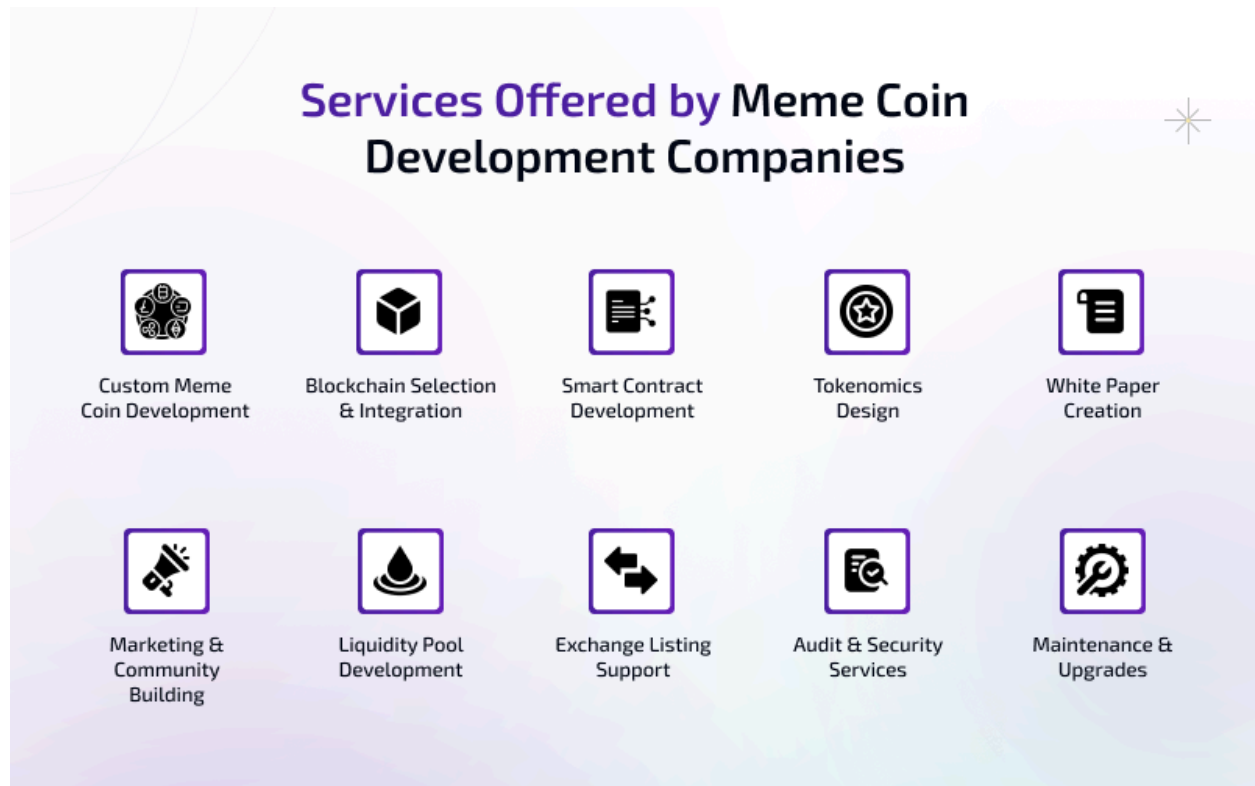 Services Offered by Meme Coin
Development Companies
Custom Meme
Coin Development
Blockchain Selection
& Integration
Smart Contract
Development
Tokenomics
Design
White Paper
Creation
Marketing &
Community
Building
Liquidity Pool
Development
Exchange Listing
Support
Audit & Security
Services
Maintenance &
Upgrades